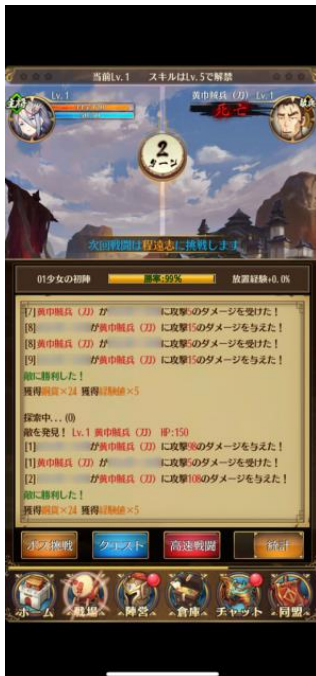 当前Lv.1 スキルはLv.5で解禁
Lv.1
黄巾賊兵（刀） Lv.1
死亡
2
ターン
次回戦闘は程遠志に挑戦します
01少女の初陣
勝率:99%
放置経験+0.0%
[7]黄巾賊兵（刀）が に攻撃5のダメージを受けた！
[8] が黄巾賊兵（刀）に攻撃15のダメージを与えた！
[8]黄巾賊兵（刀）が に攻撃5のダメージを受けた！
[9] が黄巾賊兵（刀）に攻撃15のダメージを与えた！
敵に勝利した！
獲得銅貨×24 獲得経験値×5
探索中... (0)
敵を発見！ Lv.1 黄巾賊兵（刀） HP:150
[1] が黄巾賊兵（刀）に攻撃98のダメージを与えた！
[1]黄巾賊兵（刀）が に攻撃5のダメージを受けた！
[2] が黄巾賊兵（刀）に攻撃108のダメージを与えた！
敵に勝利した！
獲得銅貨×24 獲得経験値×5
ボス挑戦
クエスト
高速戦闘
統計
ホーム
戦場
陣営
倉庫
チャット
同盟